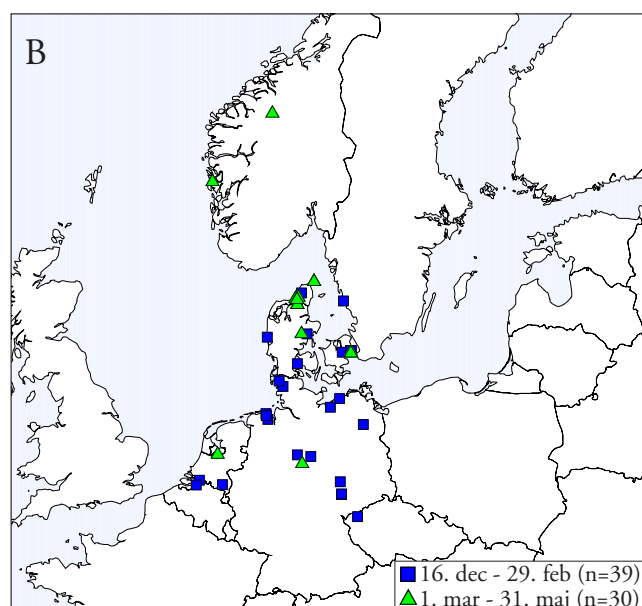 B
16. dec - 29. feb (n=39)
1. mar - 31. maj (n=30)